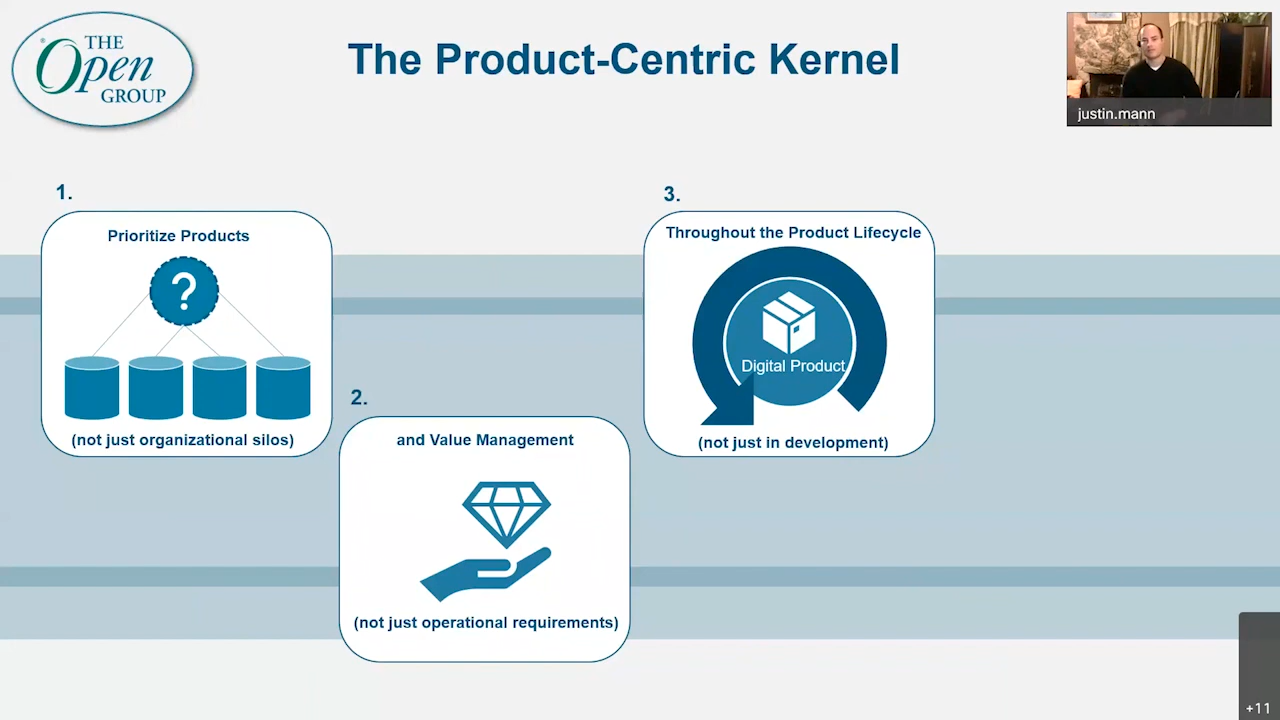 THE
Open
GROUP
®
The Product-Centric Kernel
justin.mann
1.
Prioritize Products
?
(not just organizational silos)
2.
and Value Management
(not just operational requirements)
3.
Throughout the Product Lifecycle
Digital Product
(not just in development)
+11